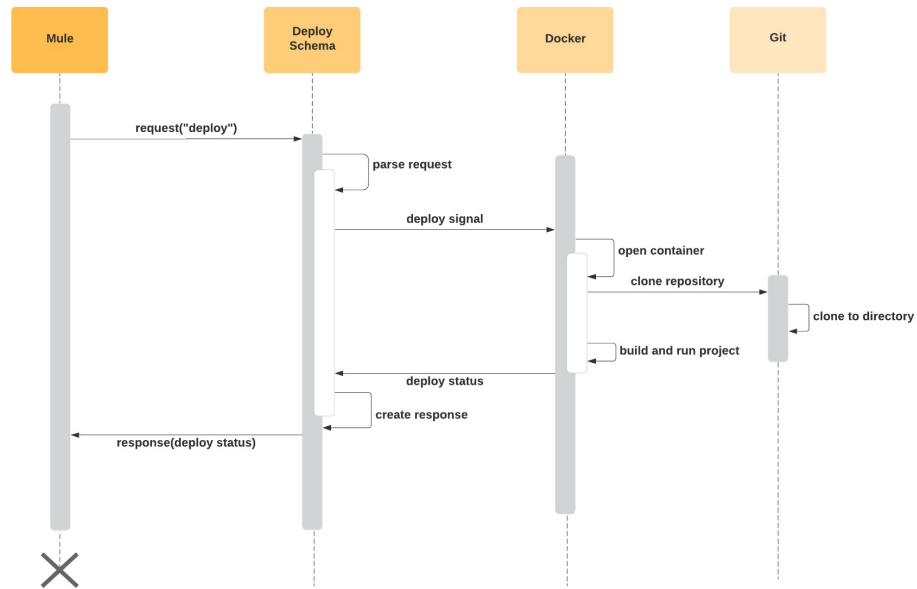 Mule
Deploy
Schema
Docker
Git
request("deploy")
parse request
deploy signal
open container
clone repository
clone to directory
build and run project
deploy status
create response
response(deploy status)